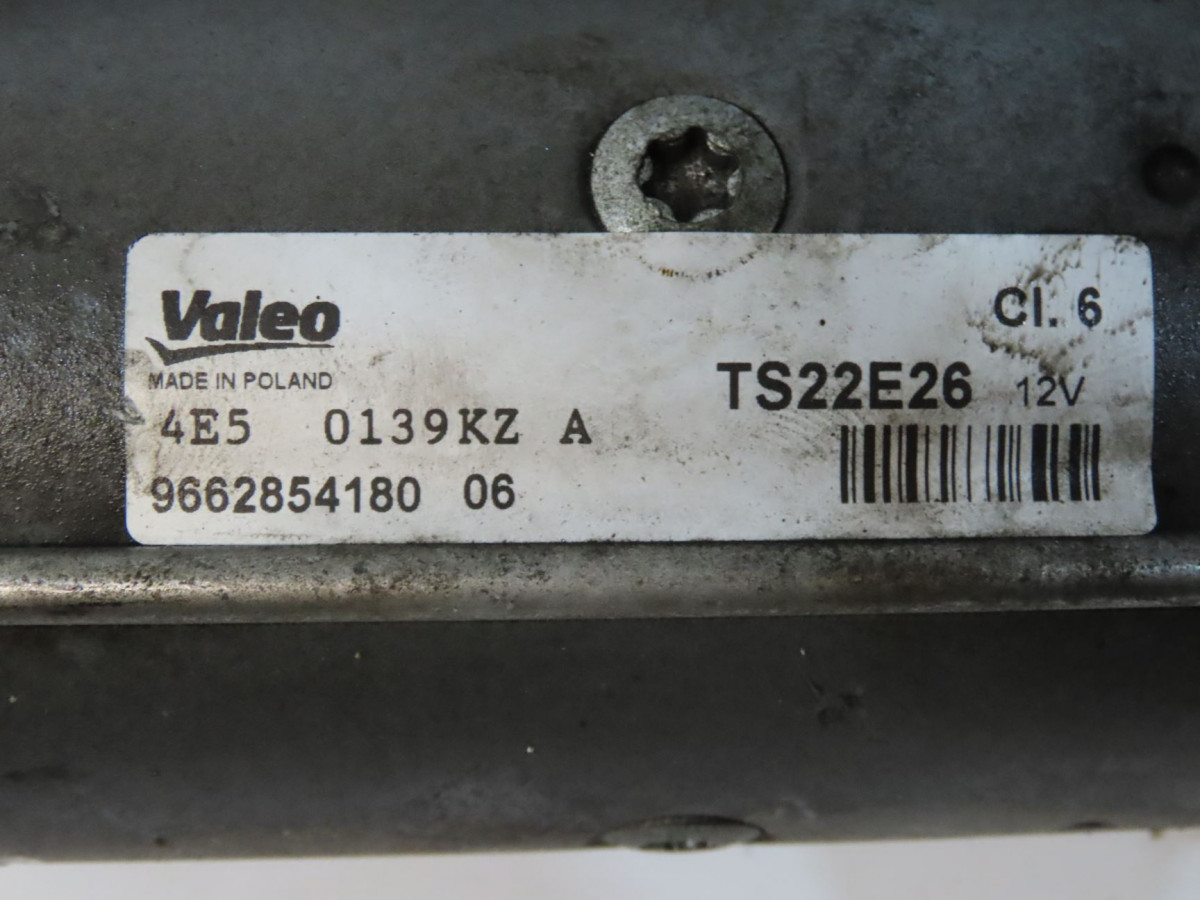 Valeo
MADE IN POLAND
Cl. 6
TS22E26 12V
4E5 0139KZ A
9662854180 06